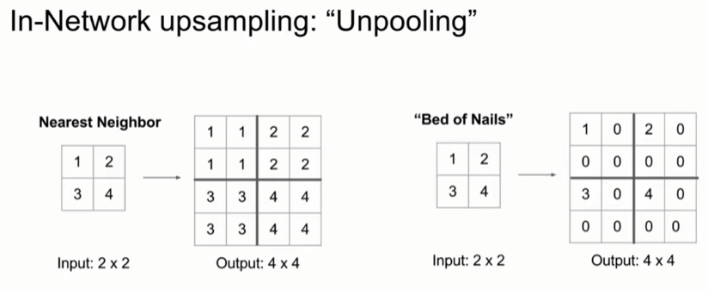 In-Network upsampling: “Unpooling”
Nearest Neighbor
1 2
3 4
Input: 2 x 2
1 1 2 2
1 1 2 2
3 3 4 4
3 3 4 4
Output: 4 x 4
“Bed of Nails”
1 2
3 4
Input: 2 x 2
1 0 2 0
0 0 0 0
3 0 4 0
0 0 0 0
Output: 4 x 4